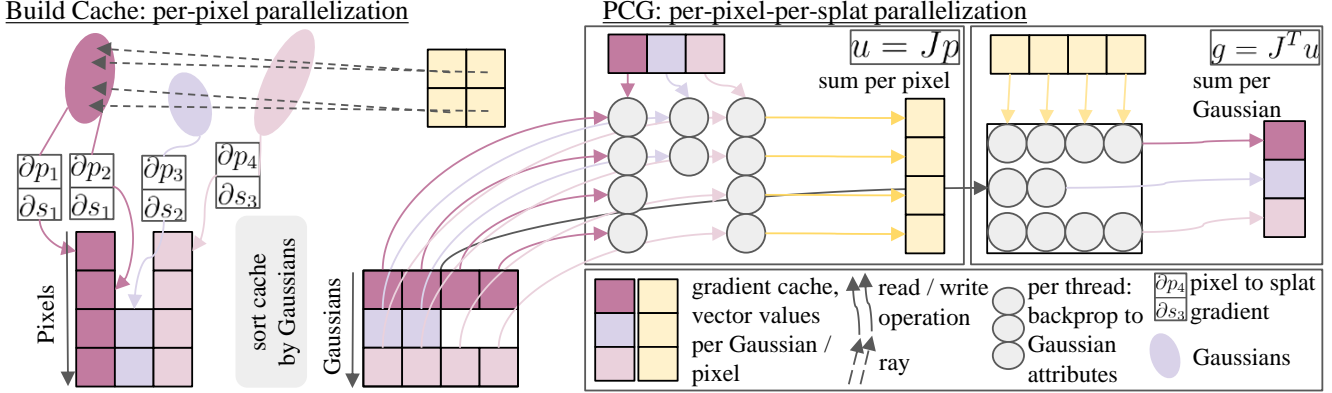 Build Cache: per-pixel parallelization
∂p₁
∂s₁
∂p₂
∂s₁
∂p₃
∂s₂
∂p₄
∂s₃
Pixels
sort cache
by Gaussians
Gaussians
PCG: per-pixel-per-splat parallelization
u = Jp
sum per pixel
g = Jᵀu
sum per
Gaussian
gradient cache,
vector values
per Gaussian /
pixel
read / write
operation
ray
per thread:
backprop to
Gaussian
attributes
∂p₄
∂s₃
pixel to splat
gradient
Gaussians